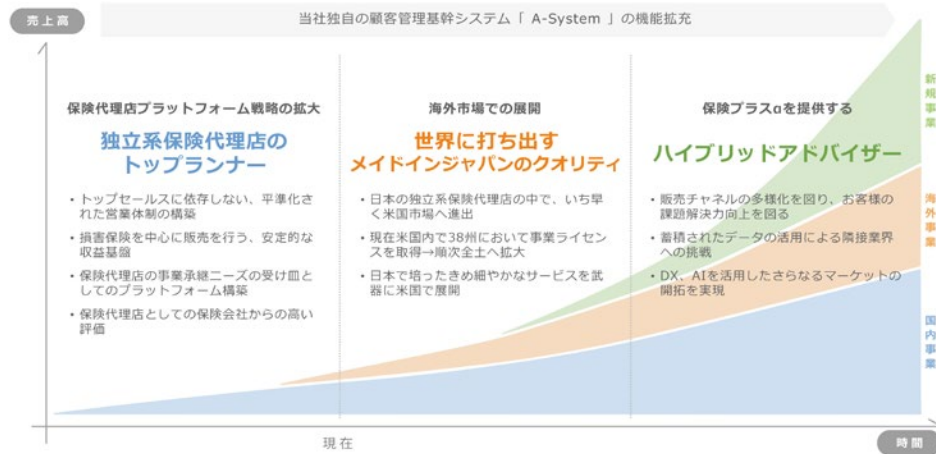 売上高
当社独自の顧客管理基幹システム「 A-System 」の機能拡充
保険代理店プラットフォーム戦略の拡大
独立系保険代理店の
トップランナー
• トップセールスに依存しない、平準化さ
れた営業体制の構築
• 損害保険を中心に販売を行う、安定的な
収益基盤
• 保険代理店の事業承継ニーズの受け皿と
してのプラットフォーム構築
• 保険代理店としての保険会社からの高い
評価
海外市場での展開
世界に打ち出す
メイドインジャパンのクオリティ
• 日本の独立系保険代理店の中で、いち早
く米国市場へ進出
• 現在米国内で38州において事業ライセン
スを取得→順次全土へ拡大
• 日本で培ったきめ細やかなサービスを武
器に米国で展開
保険プラスαを提供する
ハイブリッドアドバイザー
• 販売チャネルの多様化を図り、お客様の
課題解決力向上を図る
• 蓄積されたデータの活用による隣接業界
への挑戦
• DX、AIを活用したさらなるマーケットの
開拓を実現
新規事業
海外事業
国内事業
現在
時間